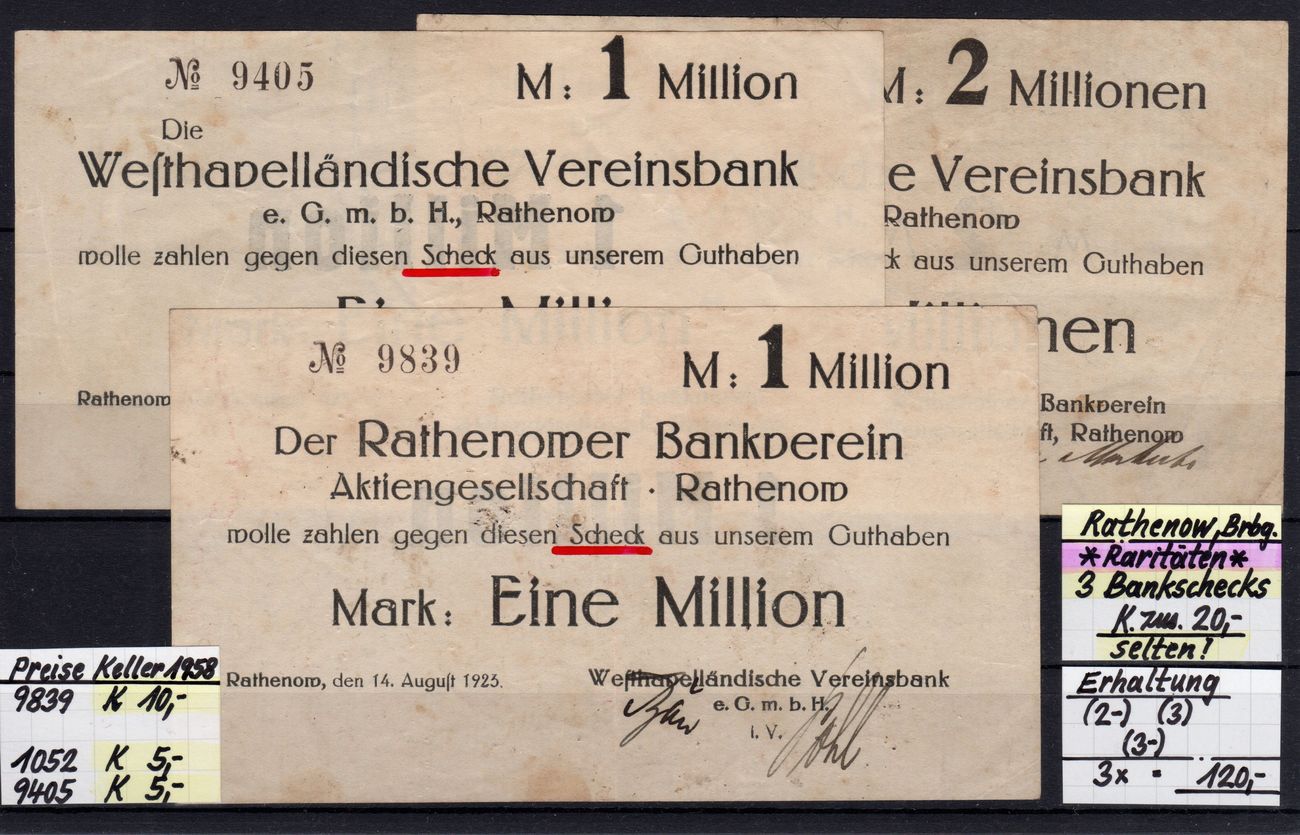 № 9405
M: 1 Million
Die
Westhavelländische Vereinsbank
e. G. m. b. H., Rathenow
wolle zahlen gegen diesen Scheck aus unserem Guthaben
Rathenow
M: 2 Millionen
e Vereinsbank
Rathenow
ck aus unserem Guthaben
nen
Bankverein
ft, Rathenow
№ 9839
M: 1 Million
Der Rathenower Bankverein
Aktiengesellschaft · Rathenow
wolle zahlen gegen diesen Scheck aus unserem Guthaben
Mark: Eine Million
Rathenow, den 14. August 1923.
Westhavelländische Vereinsbank
e. G. m. b. H.
i. V.
Preise Keller 1958
9839 K 10,-
1052 K 5,-
9405 K 5,-
Rathenow, Brbg.
*Raritäten*
3 Bankschecks
K. zus. 20,-
selten!
Erhaltung
(2-) (3)
(3-)
3x = 120,-